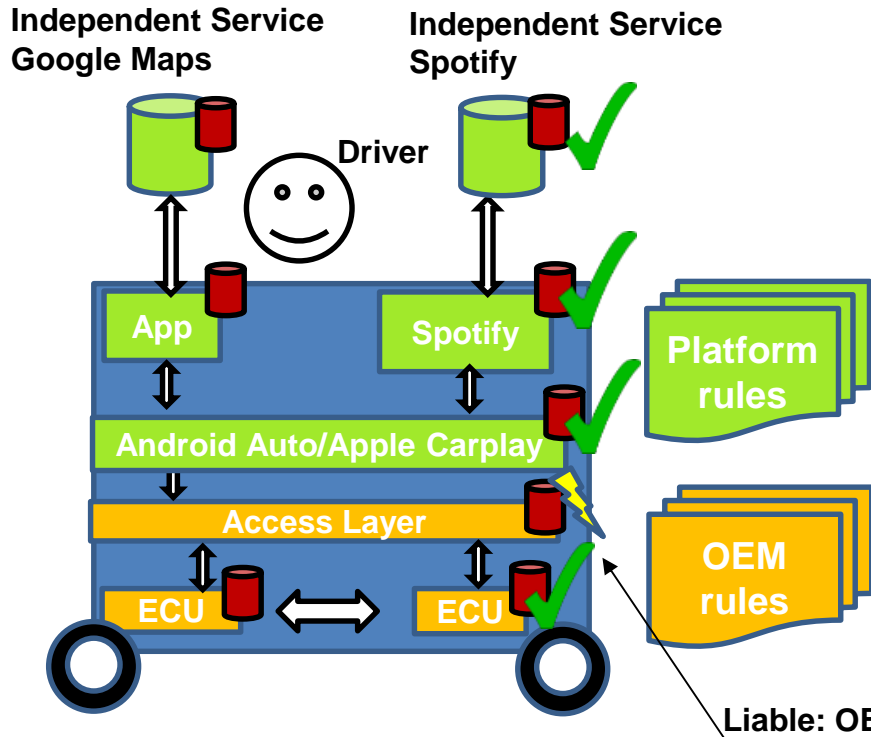 Independent Service
Google Maps
Independent Service
Spotify
Driver
App
Spotify
Platform
rules
Android Auto/Apple Carplay
Access Layer
OEM
rules
ECU
ECU
Liable: